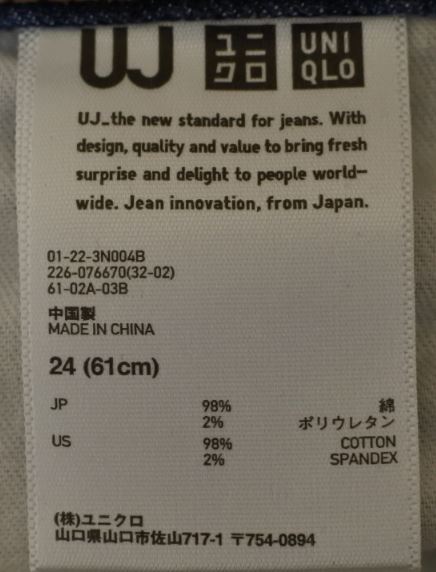 UJ ユニ UNI
クロ QLO
UJ_the new standard for jeans. With
design, quality and value to bring fresh
surprise and delight to people world-
wide. Jean innovation, from Japan.
01-22-3N004B
226-076670(32-02)
61-02A-03B
中国製
MADE IN CHINA
24 (61cm)
JP 98% 綿
2% ポリウレタン
US 98% COTTON
2% SPANDEX
(株)ユニクロ
山口県山口市佐山717-1 〒754-0894